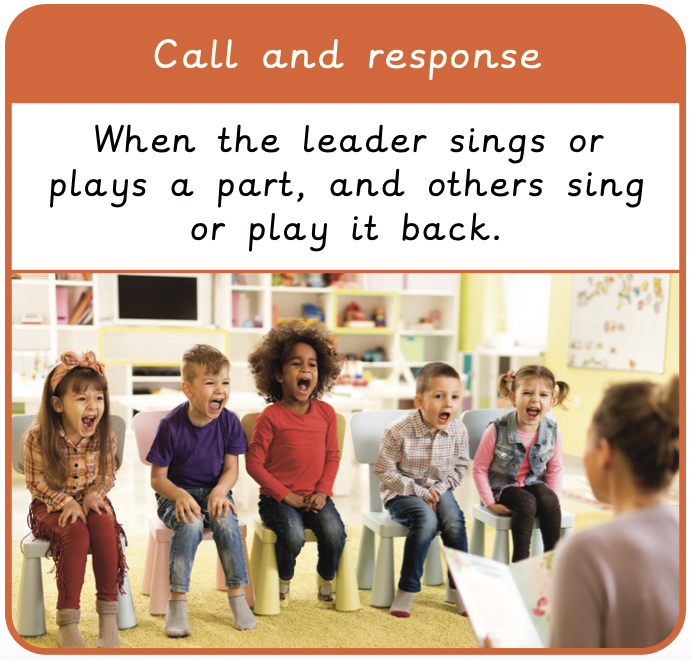 Call and response
When the leader sings or
plays a part, and others sing
or play it back.